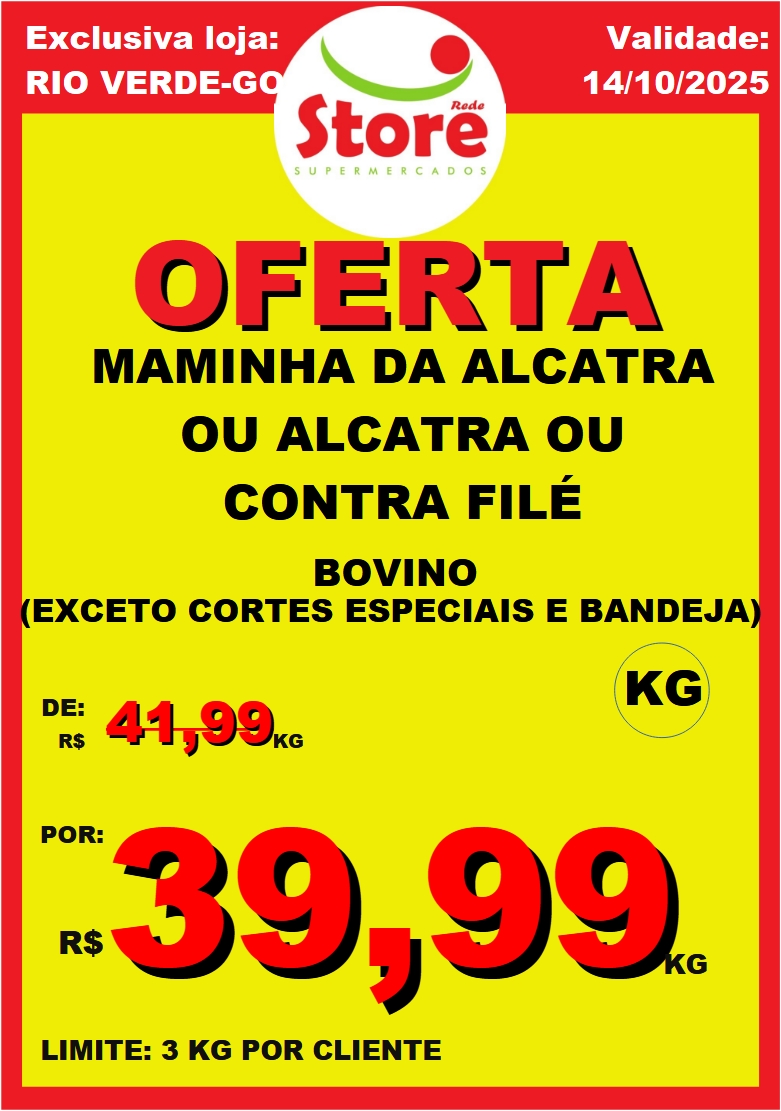 Exclusiva loja:
RIO VERDE-GO
Validade:
14/10/2025
Rede
Store
SUPERMERCADOS
OFERTA
MAMINHA DA ALCATRA
OU ALCATRA OU
CONTRA FILÉ
BOVINO
(EXCETO CORTES ESPECIAIS E BANDEJA)
KG
DE:
R$ 41,99 KG
POR:
R$ 39,99 KG
LIMITE: 3 KG POR CLIENTE